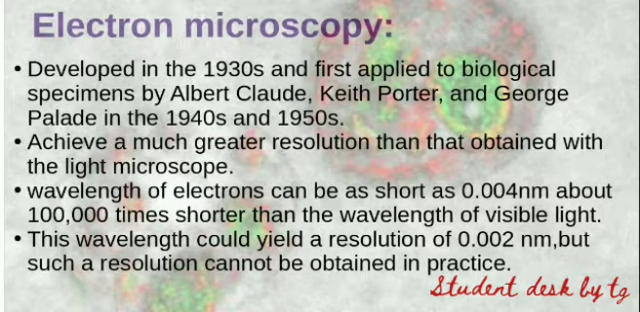 Electron microscopy:
• Developed in the 1930s and first applied to biological
specimens by Albert Claude, Keith Porter, and George
Palade in the 1940s and 1950s.
• Achieve a much greater resolution than that obtained with
the light microscope.
• wavelength of electrons can be as short as 0.004nm about
100,000 times shorter than the wavelength of visible light.
• This wavelength could yield a resolution of 0.002 nm,but
such a resolution cannot be obtained in practice.
Student desk by tg